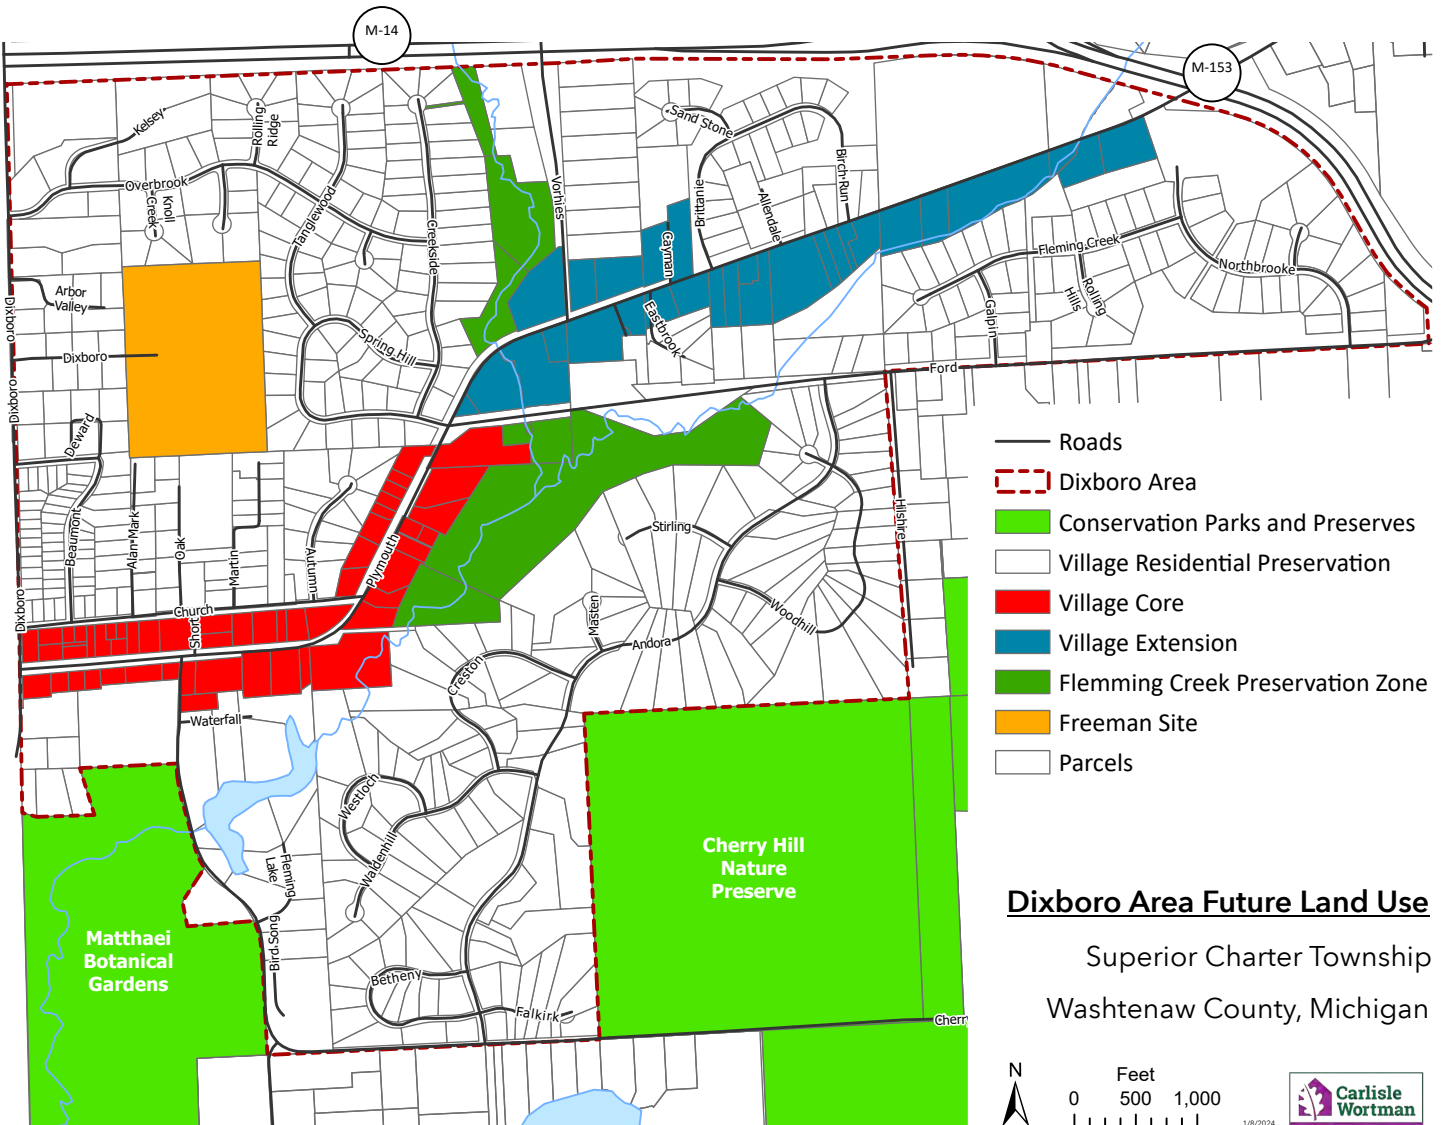 M-14
M-153
Kelsey
Rolling
Ridge
Sand Stone
Overbrook
Knoll
Creek
Tanglewood
Creekside
Vorhies
Brittanie
Allendale
Birch Run
Cayman
Fleming Creek
Northbrooke
Rolling
Hills
Galpin
Arbor
Valley
Dixboro
Dixboro
Spring Hill
Eastbrook
Dixboro
Ford
Deward
Beaumont
Alan-Mark
Oak
Martin
Autumn
Plymouth
Stirling
Hilshire
Church
Short
Dixboro
Masten
Andora
Woodhill
Creston
Waterfall
Westloch
Waldenhill
Fleming
Lake
Bird Song
Betheny
Falkirk
Cherry Hill
Nature
Preserve
Matthaei
Botanical
Gardens
Cherry
Roads
Dixboro Area
Conservation Parks and Preserves
Village Residential Preservation
Village Core
Village Extension
Flemming Creek Preservation Zone
Freeman Site
Parcels
Dixboro Area Future Land Use
Superior Charter Township
Washtenaw County, Michigan
N
Feet
0 500 1,000
1/8/2024
Carlisle
Wortman